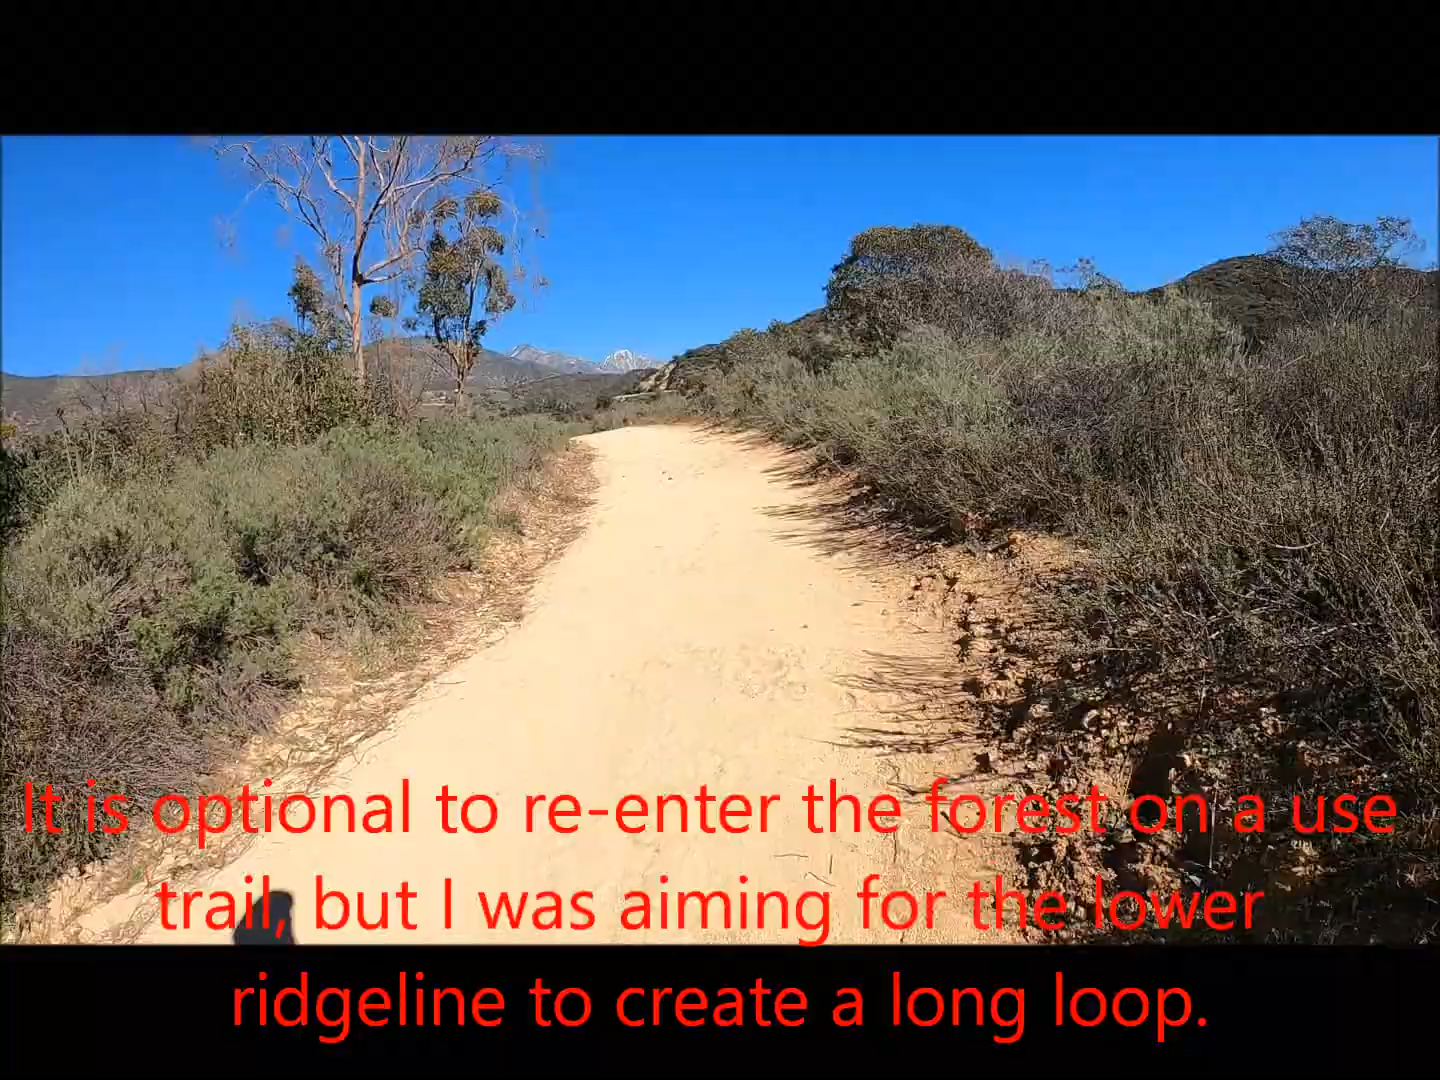 It is optional to re-enter the forest on a use
trail, but I was aiming for the lower
ridgeline to create a long loop.